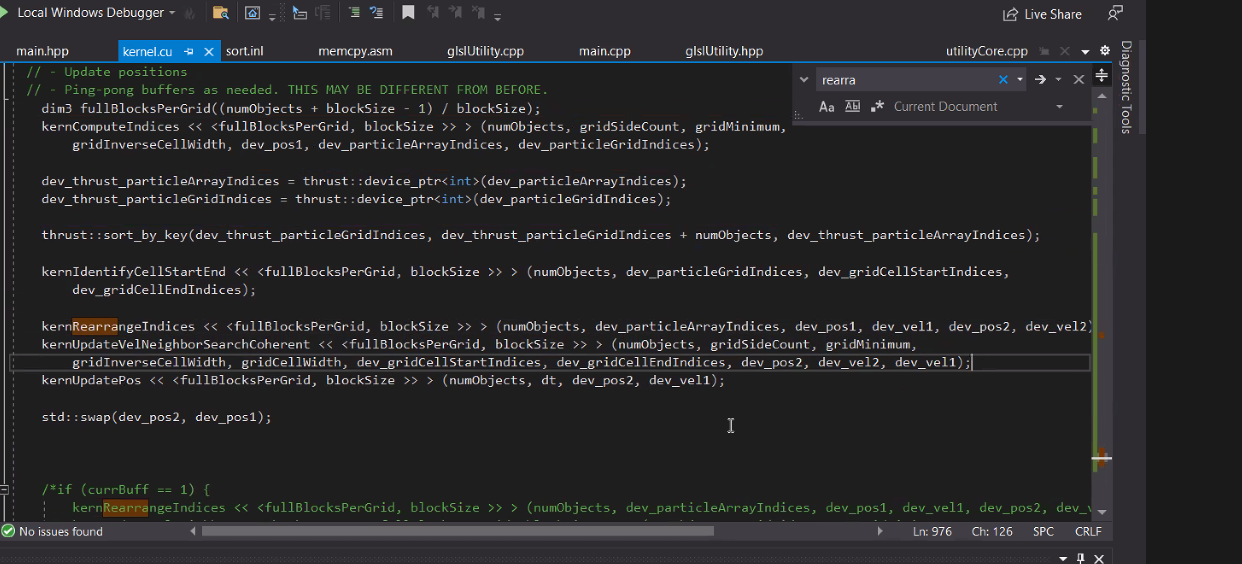 Local Windows Debugger
Live Share
main.hpp kernel.cu sort.inl memcpy.asm glslUtility.cpp main.cpp glslUtility.hpp utilityCore.cpp
Diagnostic Tools
rearra
Aa Ab .* Current Document
// - Update positions
// - Ping-pong buffers as needed. THIS MAY BE DIFFERENT FROM BEFORE.
dim3 fullBlocksPerGrid((numObjects + blockSize - 1) / blockSize);
kernComputeIndices << <fullBlocksPerGrid, blockSize >> > (numObjects, gridSideCount, gridMinimum,
gridInverseCellWidth, dev_pos1, dev_particleArrayIndices, dev_particleGridIndices);
dev_thrust_particleArrayIndices = thrust::device_ptr<int>(dev_particleArrayIndices);
dev_thrust_particleGridIndices = thrust::device_ptr<int>(dev_particleGridIndices);
thrust::sort_by_key(dev_thrust_particleGridIndices, dev_thrust_particleGridIndices + numObjects, dev_thrust_particleArrayIndices);
kernIdentifyCellStartEnd << <fullBlocksPerGrid, blockSize >> > (numObjects, dev_particleGridIndices, dev_gridCellStartIndices,
dev_gridCellEndIndices);
kernRearrangeIndices << <fullBlocksPerGrid, blockSize >> > (numObjects, dev_particleArrayIndices, dev_pos1, dev_vel1, dev_pos2, dev_vel2)
kernUpdateVelNeighborSearchCoherent << <fullBlocksPerGrid, blockSize >> > (numObjects, gridSideCount, gridMinimum,
gridInverseCellWidth, gridCellWidth, dev_gridCellStartIndices, dev_gridCellEndIndices, dev_pos2, dev_vel2, dev_vel1);
kernUpdatePos << <fullBlocksPerGrid, blockSize >> > (numObjects, dt, dev_pos2, dev_vel1);
std::swap(dev_pos2, dev_pos1);
/*if (currBuff == 1) {
kernRearrangeIndices << <fullBlocksPerGrid, blockSize >> > (numObjects, dev_particleArrayIndices, dev_pos1, dev_vel1, dev_pos2, dev_v
No issues found Ln: 976 Ch: 126 SPC CRLF